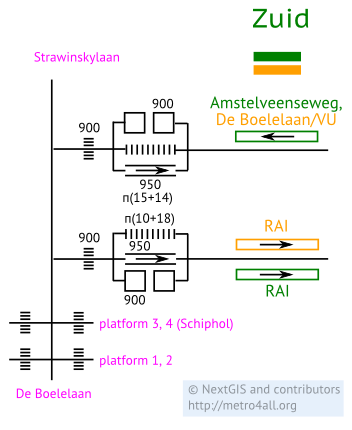 Zuid
Strawinskylaan
900
Amstelveenseweg,
De Boelelaan/VU
900
950
п(15+14)
п(10+18)
RAI
900
950
900
RAI
platform 3, 4 (Schiphol)
platform 1, 2
De Boelelaan
© NextGIS and contributors
http://metro4all.org